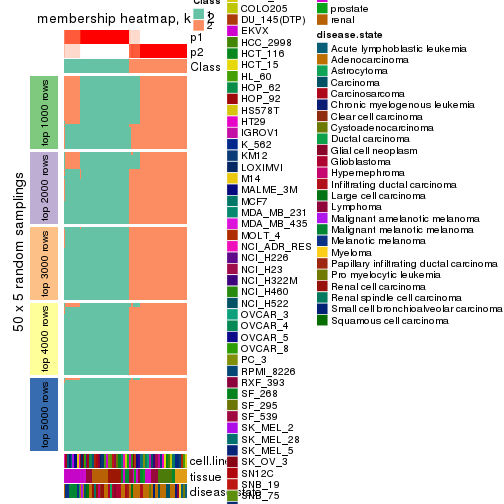 membership heatmap, k = 2
p1
p2
Class
50 x 5 random samplings
top 1000 rows
top 2000 rows
top 3000 rows
top 4000 rows
top 5000 rows
cell.line
tissue
disease.state
Class
1
2
COLO205
DU_145(DTP)
EKVX
HCC_2998
HCT_116
HCT_15
HL_60
HOP_62
HOP_92
HS578T
HT29
IGROV1
K_562
KM12
LOXIMVI
M14
MALME_3M
MCF7
MDA_MB_231
MDA_MB_435
MOLT_4
NCI_ADR_RES
NCI_H226
NCI_H23
NCI_H322M
NCI_H460
NCI_H522
OVCAR_3
OVCAR_4
OVCAR_5
OVCAR_8
PC_3
RPMI_8226
RXF_393
SF_268
SF_295
SF_539
SK_MEL_2
SK_MEL_28
SK_MEL_5
SK_OV_3
SN12C
SNB_19
SNB_75
prostate
renal
disease.state
Acute lymphoblastic leukemia
Adenocarcinoma
Astrocytoma
Carcinoma
Carcinosarcoma
Chronic myelogenous leukemia
Clear cell carcinoma
Cystoadenocarcinoma
Ductal carcinoma
Glial cell neoplasm
Glioblastoma
Hypernephroma
Infiltrating ductal carcinoma
Large cell carcinoma
Lymphoma
Malignant amelanotic melanoma
Malignant melanotic melanoma
Melanotic melanoma
Myeloma
Papillary infiltrating ductal carcinoma
Pro myelocytic leukemia
Renal cell carcinoma
Renal spindle cell carcinoma
Small cell bronchioalveolar carcinoma
Squamous cell carcinoma